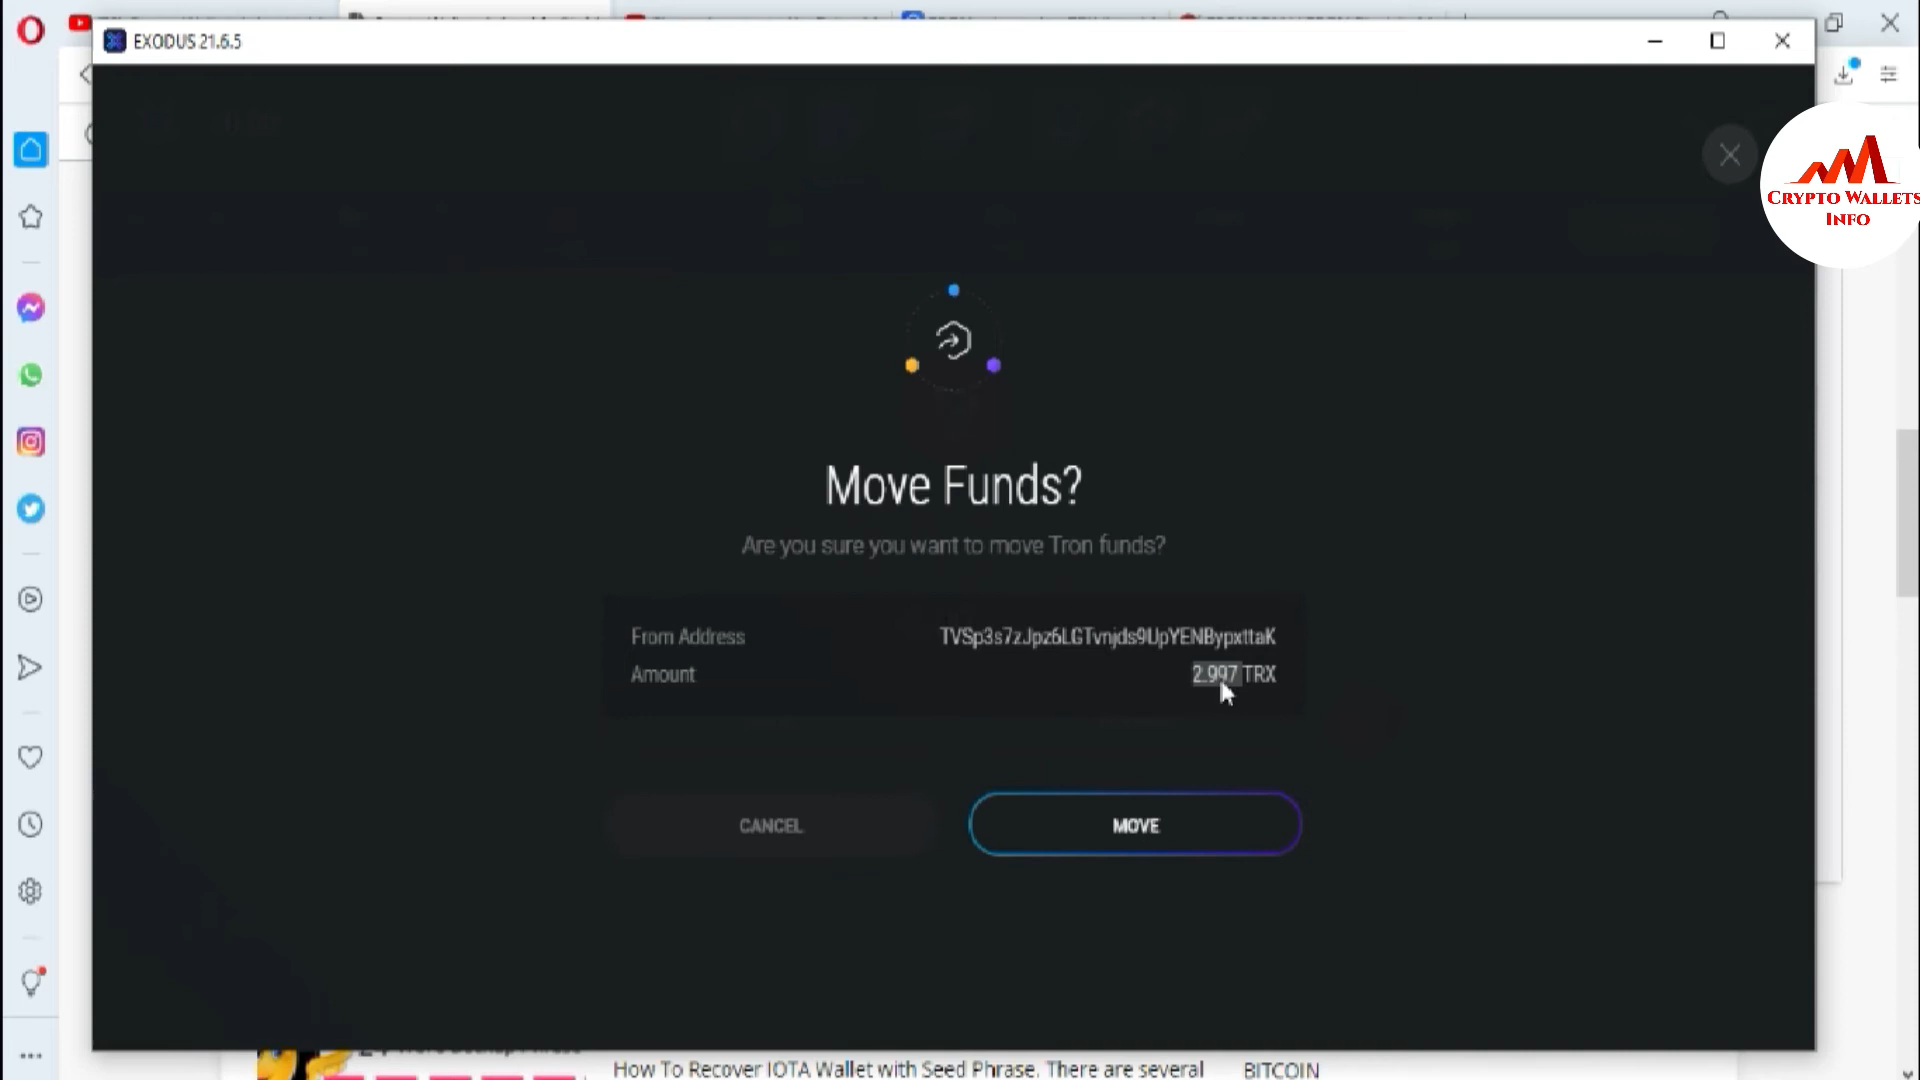 EXODUS 21.6.5
CRYPTO WALLETS
INFO
Move Funds?
Are you sure you want to move Tron funds?
From Address TVSp3s7zJpz6LGTvnjds9UpYENBypxttaK
Amount 2.997 TRX
CANCEL MOVE
How To Recover IOTA Wallet with Seed Phrase. There are several BITCOIN